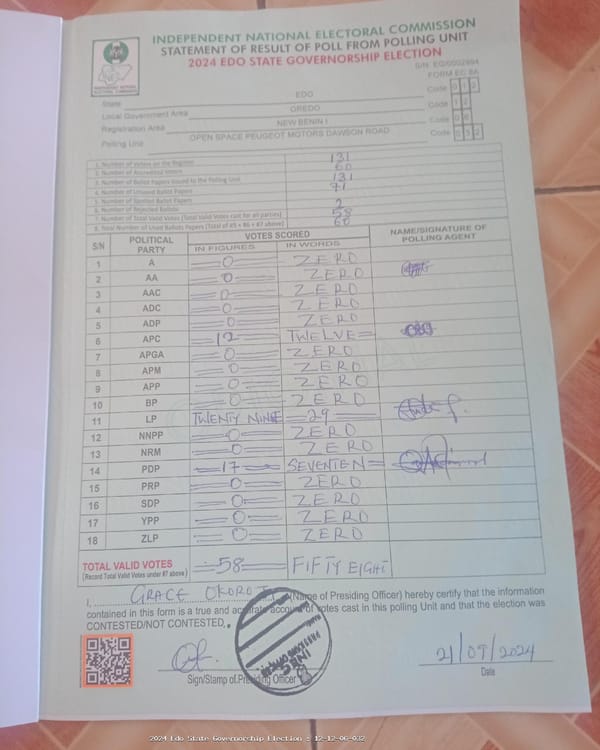 INDEPENDENT NATIONAL ELECTORAL COMMISSION
STATEMENT OF RESULT OF POLL FROM POLLING UNIT
2024 EDO STATE GOVERNORSHIP ELECTION
FORM EC 8A
State EDO Code 012
Local Government Area OREDO Code 12
Registration Area NEW BENIN I Code 06
Polling Unit OPEN SPACE PEUGEOT MOTORS DAWSON ROAD Code 032
1. Number of Voters on the Register 131
2. Number of Accredited Voters 60
3. Number of Ballot Papers Issued to the Polling Unit 131
4. Number of Unused Ballot Papers 71
5. Number of Spoiled Ballot Papers
6. Number of Rejected Ballots 2
7. Number of Total Valid Votes (Total Valid Votes cast for all parties) 58
8. Total Number of Used Ballot Papers (Total of #5 + #6 + #7 above) 60
S/N POLITICAL PARTY VOTES SCORED NAME/SIGNATURE OF POLLING AGENT
IN FIGURES IN WORDS
1 A 0 ZERO
2 AA 0 ZERO
3 AAC 0 ZERO
4 ADC 0 ZERO
5 ADP 0 ZERO
6 APC 12 TWELVE
7 APGA 0 ZERO
8 APM 0 ZERO
9 APP 0 ZERO
10 BP 0 ZERO
11 LP TWENTY NINE 29
12 NNPP 0 ZERO
13 NRM 0 ZERO
14 PDP 17 SEVENTEEN
15 PRP 0 ZERO
16 SDP 0 ZERO
17 YPP 0 ZERO
18 ZLP 0 ZERO
TOTAL VALID VOTES 58 FIFTY EIGHT
(Record Total Valid Votes under #7 above)
I, GRACE (Name of Presiding Officer) hereby certify that the information
contained in this form is a true and accurate account of votes cast in this polling Unit and that the election was
CONTESTED/NOT CONTESTED.
INEC
21/09/2024
Sign/Stamp of Presiding Officer Date
2024 Edo State Governorship Election : 12-12-06-032